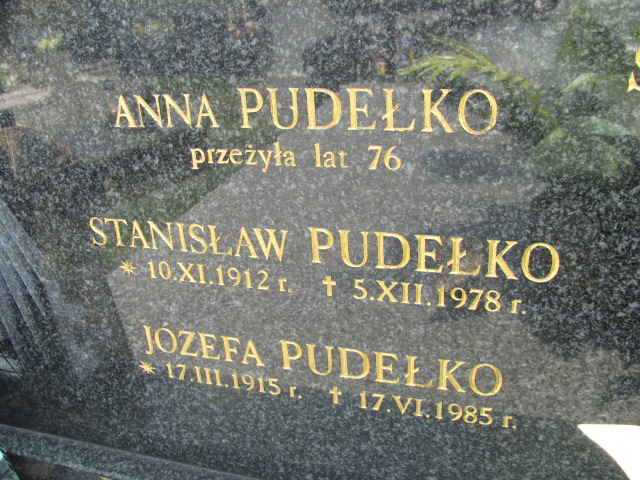 ANNA PUDEŁKO
przeżyła lat 76
STANISŁAW PUDEŁKO
* 10.XI.1912 r. † 5.XII.1978 r.
JÓZEFA PUDEŁKO
* 17.III.1915 r. † 17.VI.1985 r.